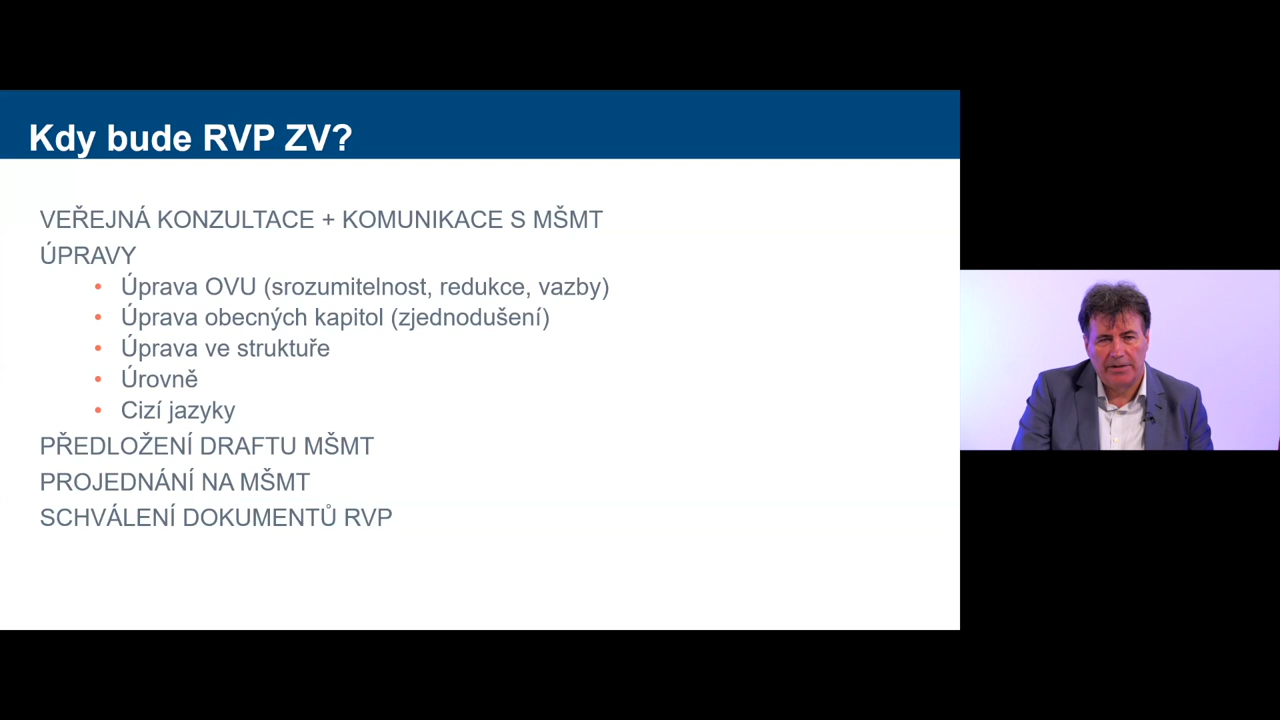 Kdy bude RVP ZV?
VEŘEJNÁ KONZULTACE + KOMUNIKACE S MŠMT
ÚPRAVY
• Úprava OVU (srozumitelnost, redukce, vazby)
• Úprava obecných kapitol (zjednodušení)
• Úprava ve struktuře
• Úrovně
• Cizí jazyky
PŘEDLOŽENÍ DRAFTU MŠMT
PROJEDNÁNÍ NA MŠMT
SCHVÁLENÍ DOKUMENTŮ RVP